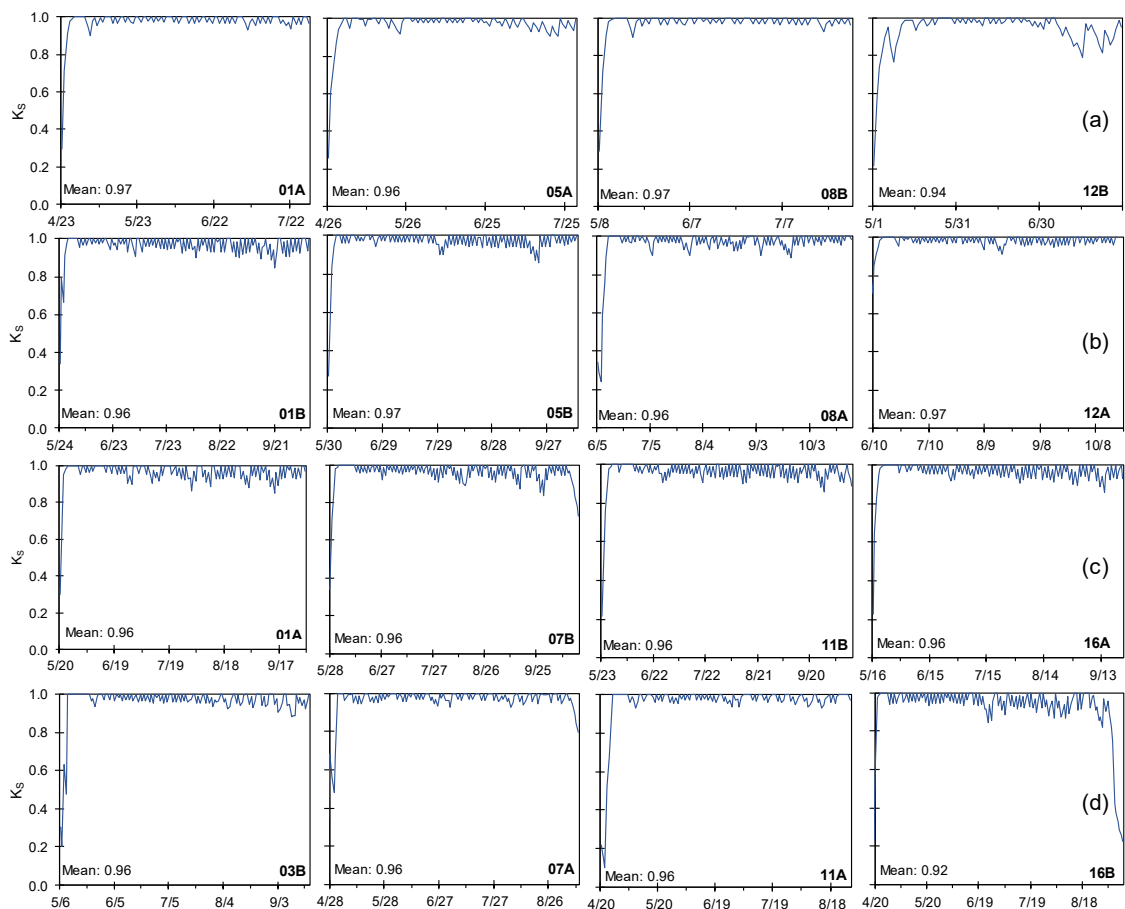 1.0
0.8
0.6
0.4
0.2
0.0
Ks
Mean: 0.97
01A
4/23 5/23 6/22 7/22
Mean: 0.96
05A
4/26 5/26 6/25 7/25
Mean: 0.97
08B
5/8 6/7 7/7
(a)
Mean: 0.94
12B
5/1 5/31 6/30
1.0
0.8
0.6
0.4
0.2
0.0
Ks
Mean: 0.96
01B
5/24 6/23 7/23 8/22 9/21
Mean: 0.97
05B
5/30 6/29 7/29 8/28 9/27
Mean: 0.96
08A
6/5 7/5 8/4 9/3 10/3
(b)
Mean: 0.97
12A
6/10 7/10 8/9 9/8 10/8
1.0
0.8
0.6
0.4
0.2
0.0
Ks
Mean: 0.96
01A
5/20 6/19 7/19 8/18 9/17
Mean: 0.96
07B
5/28 6/27 7/27 8/26 9/25
Mean: 0.96
11B
5/23 6/22 7/22 8/21 9/20
(c)
Mean: 0.96
16A
5/16 6/15 7/15 8/14 9/13
1.0
0.8
0.6
0.4
0.2
0.0
Ks
Mean: 0.96
03B
5/6 6/5 7/5 8/4 9/3
Mean: 0.96
07A
4/28 5/28 6/27 7/27 8/26
Mean: 0.96
11A
4/20 5/20 6/19 7/19 8/18
(d)
Mean: 0.92
16B
4/20 5/20 6/19 7/19 8/18